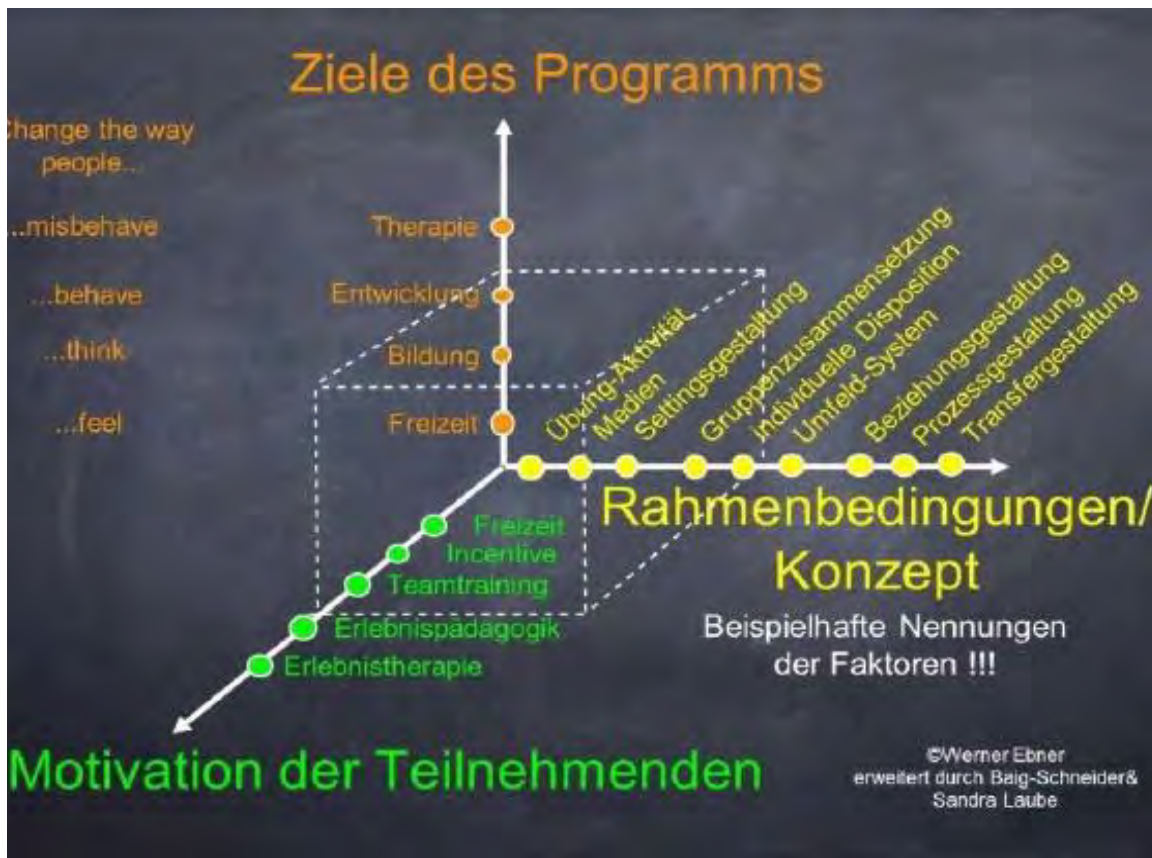 Ziele des Programms
Change the way
people...
...misbehave
...behave
...think
...feel
Therapie
Entwicklung
Bildung
Freizeit
Übung-Aktivität
Medien
Settingsgestaltung
Gruppenzusammensetzung
Individuelle Disposition
Umfeld-System
Beziehungsgestaltung
Prozessgestaltung
Transfergestaltung
Rahmenbedingungen/
Konzept
Beispielhafte Nennungen
der Faktoren !!!
Freizeit
Incentive
Teamtraining
Erlebnispädagogik
Erlebnistherapie
Motivation der Teilnehmenden
©Werner Ebner
erweitert durch Baig-Schneider&
Sandra Laube